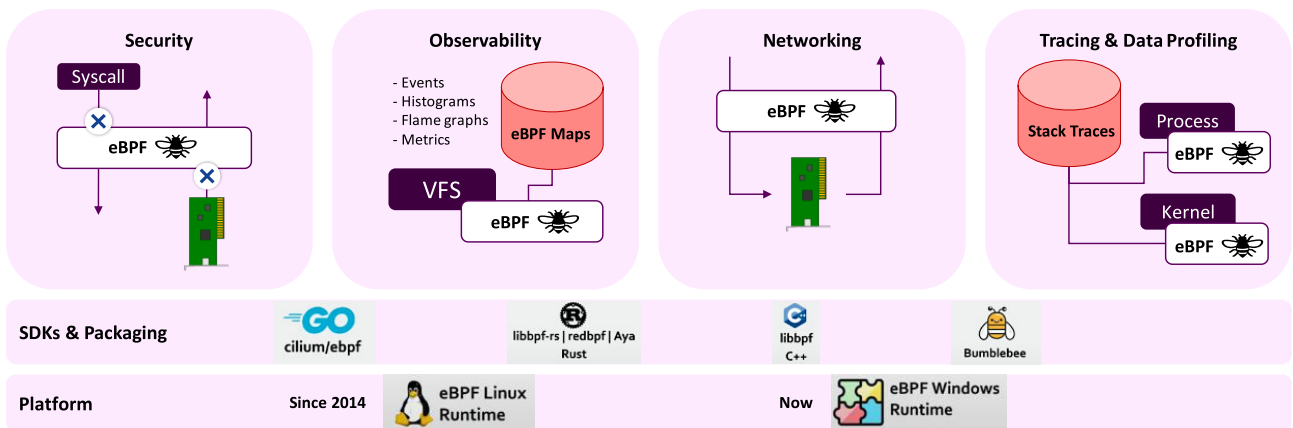 Security
Syscall
eBPF
Observability
- Events
- Histograms
- Flame graphs
- Metrics
eBPF Maps
VFS
eBPF
Networking
eBPF
Tracing & Data Profiling
Stack Traces
Process
eBPF
Kernel
eBPF
SDKs & Packaging
GO
cilium/ebpf
R
libbpf-rs | redbpf | Aya
Rust
C++
libbpf
C++
Bumblebee
Platform
Since 2014
eBPF Linux
Runtime
Now
eBPF Windows
Runtime